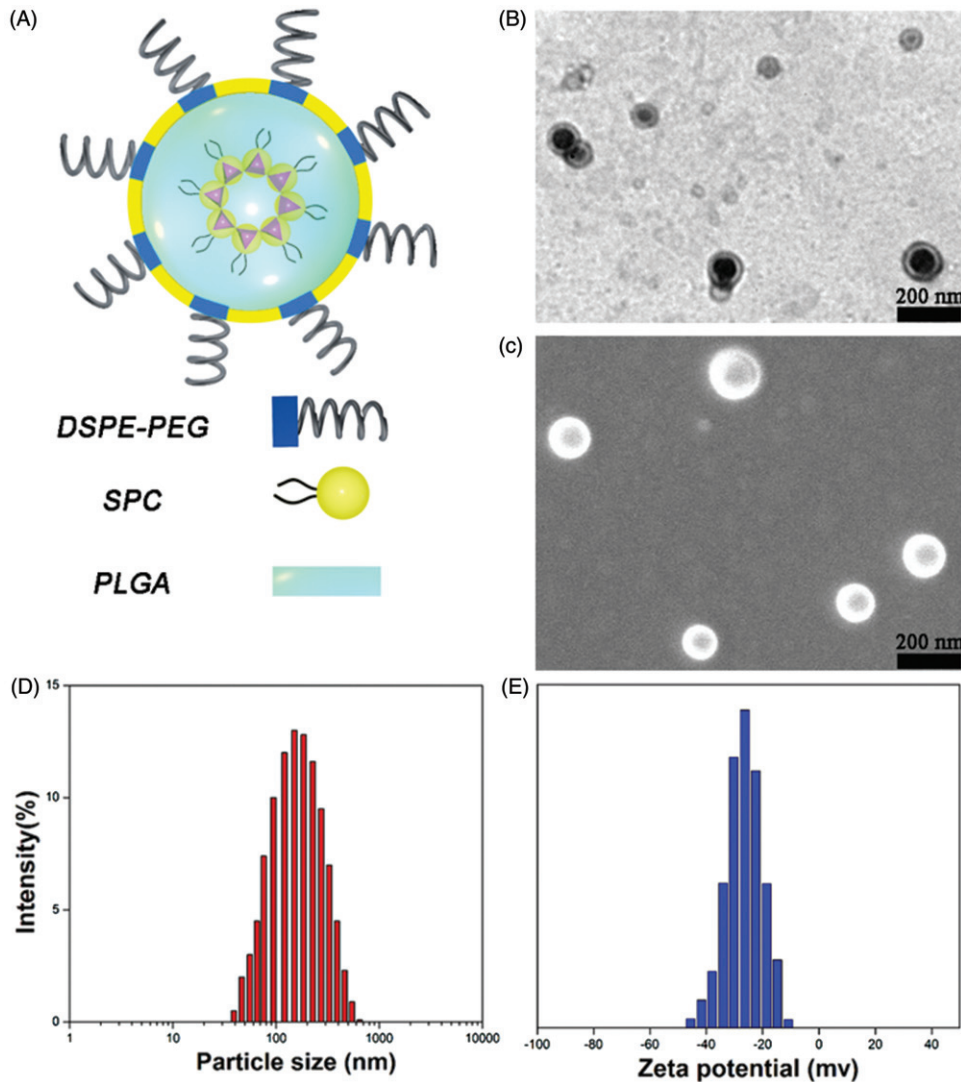 (A)
DSPE-PEG
SPC
PLGA
(B)
200 nm
(c)
200 nm
(D)
15
10
5
0
Intensity(%)
1 10 100 1000 10000
Particle size (nm)
(E)
-100 -80 -60 -40 -20 0 20 40
Zeta potential (mv)